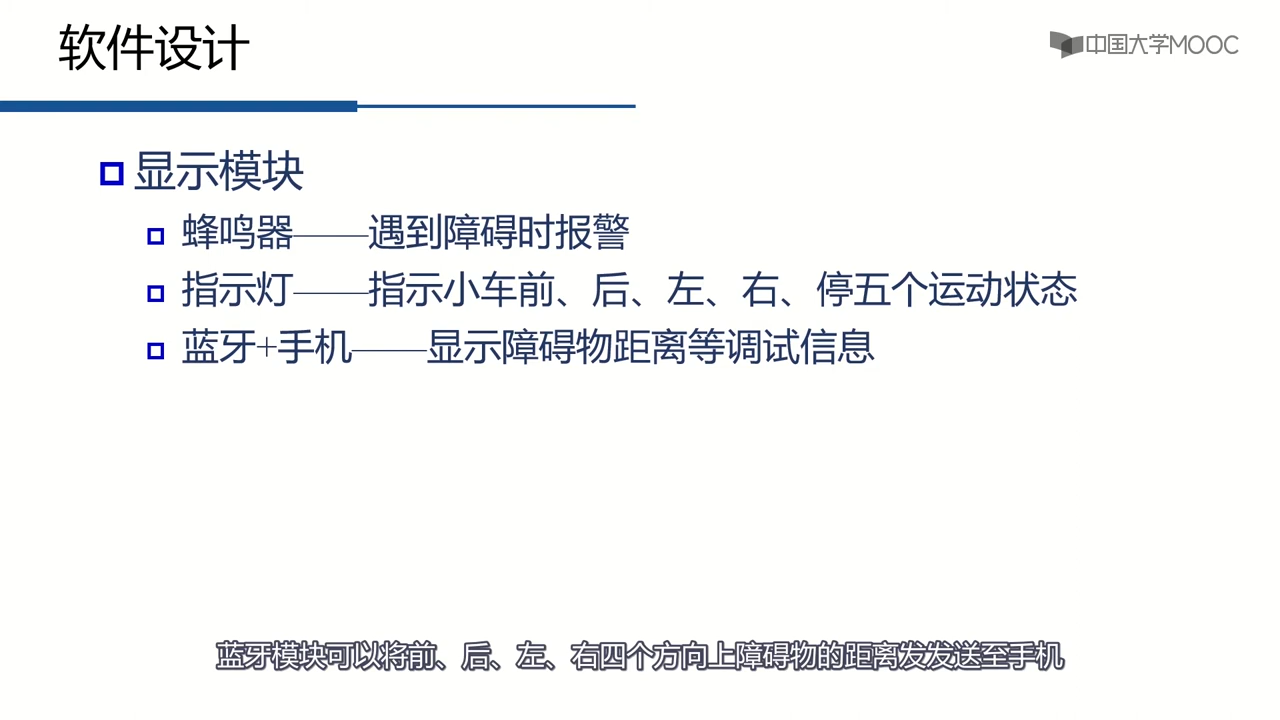 软件设计
中国大学MOOC
显示模块
蜂鸣器——遇到障碍时报警
指示灯——指示小车前、后、左、右、停五个运动状态
蓝牙+手机——显示障碍物距离等调试信息
蓝牙模块可以将前、后、左、右四个方向上障碍物的距离发发送至手机